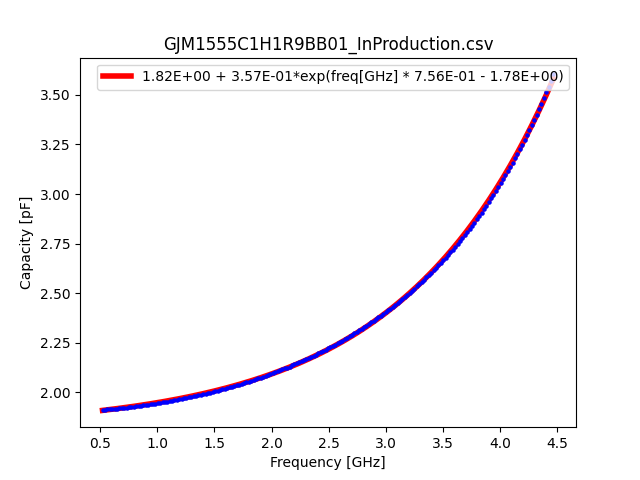 GJM1555C1H1R9BB01_InProduction.csv
1.82E+00 + 3.57E-01*exp(freq[GHz] * 7.56E-01 - 1.78E+00)
3.50
3.25
3.00
2.75
2.50
2.25
2.00
Capacity [pF]
0.5 1.0 1.5 2.0 2.5 3.0 3.5 4.0 4.5
Frequency [GHz]